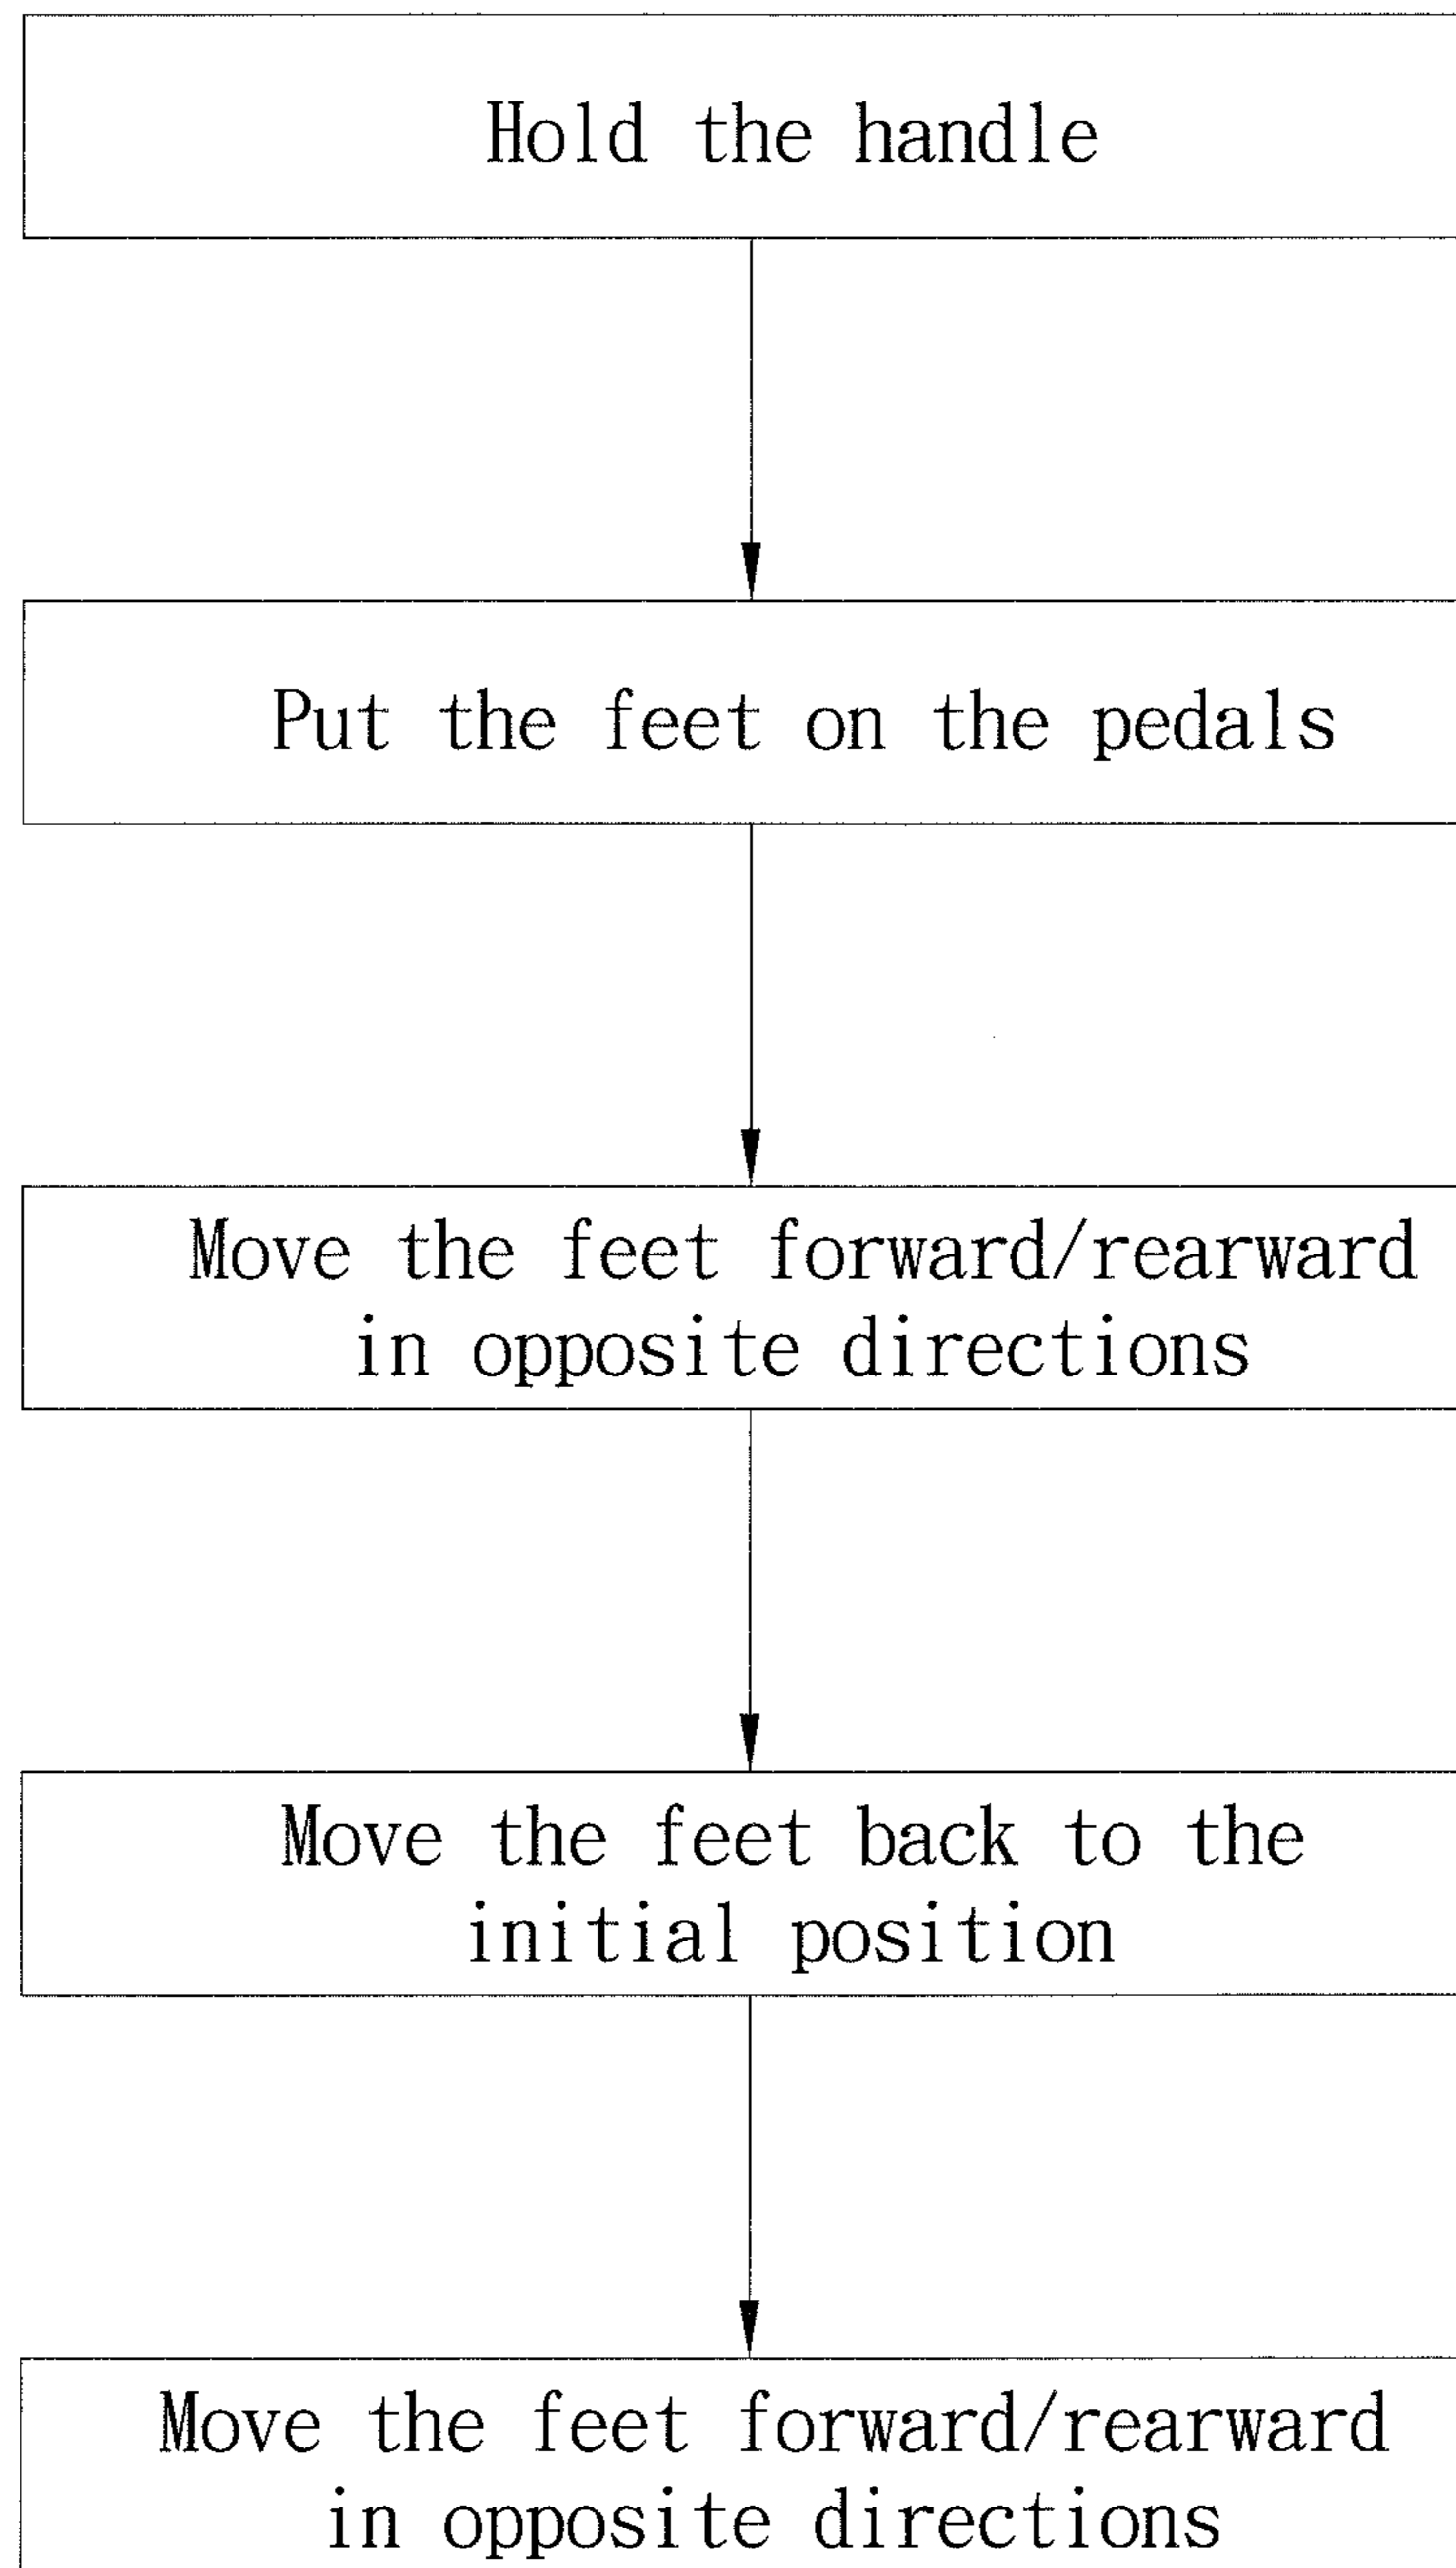 Hold the handle
Put the feet on the pedals
Move the feet forward/rearward
in opposite directions
Move the feet back to the
initial position
Move the feet forward/rearward
in opposite directions